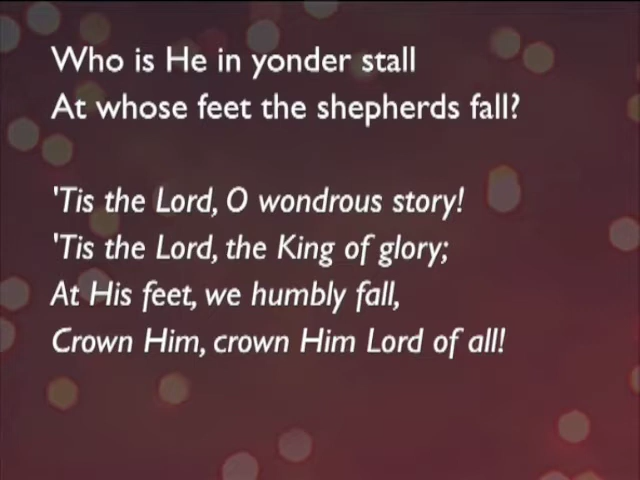 Who is He in yonder stall
At whose feet the shepherds fall?
'Tis the Lord, O wondrous story!
'Tis the Lord, the King of glory;
At His feet, we humbly fall,
Crown Him, crown Him Lord of all!